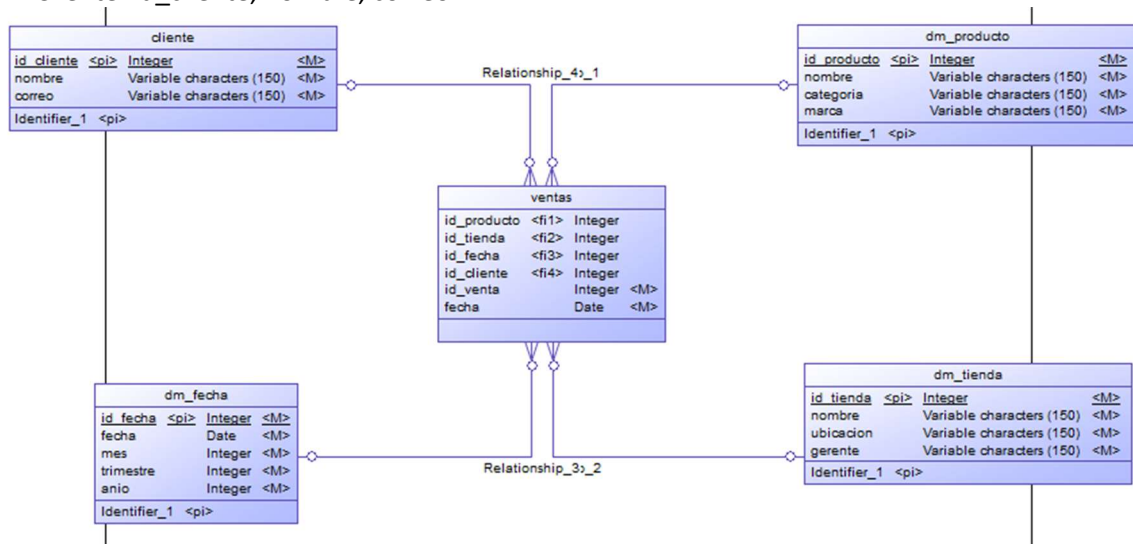 cliente
id_cliente <pi> Integer <M>
nombre Variable characters (150) <M>
correo Variable characters (150) <M>
Identifier_1 <pi>
dm_producto
id_producto <pi> Integer <M>
nombre Variable characters (150) <M>
categoria Variable characters (150) <M>
marca Variable characters (150) <M>
Identifier_1 <pi>
Relationship_4
_1
ventas
id_producto <fi1> Integer
id_tienda <fi2> Integer
id_fecha <fi3> Integer
id_cliente <fi4> Integer
id_venta Integer <M>
fecha Date <M>
dm_fecha
id_fecha <pi> Integer <M>
fecha Date <M>
mes Integer <M>
trimestre Integer <M>
anio Integer <M>
Identifier_1 <pi>
Relationship_3
_2
dm_tienda
id_tienda <pi> Integer <M>
nombre Variable characters (150) <M>
ubicacion Variable characters (150) <M>
gerente Variable characters (150) <M>
Identifier_1 <pi>